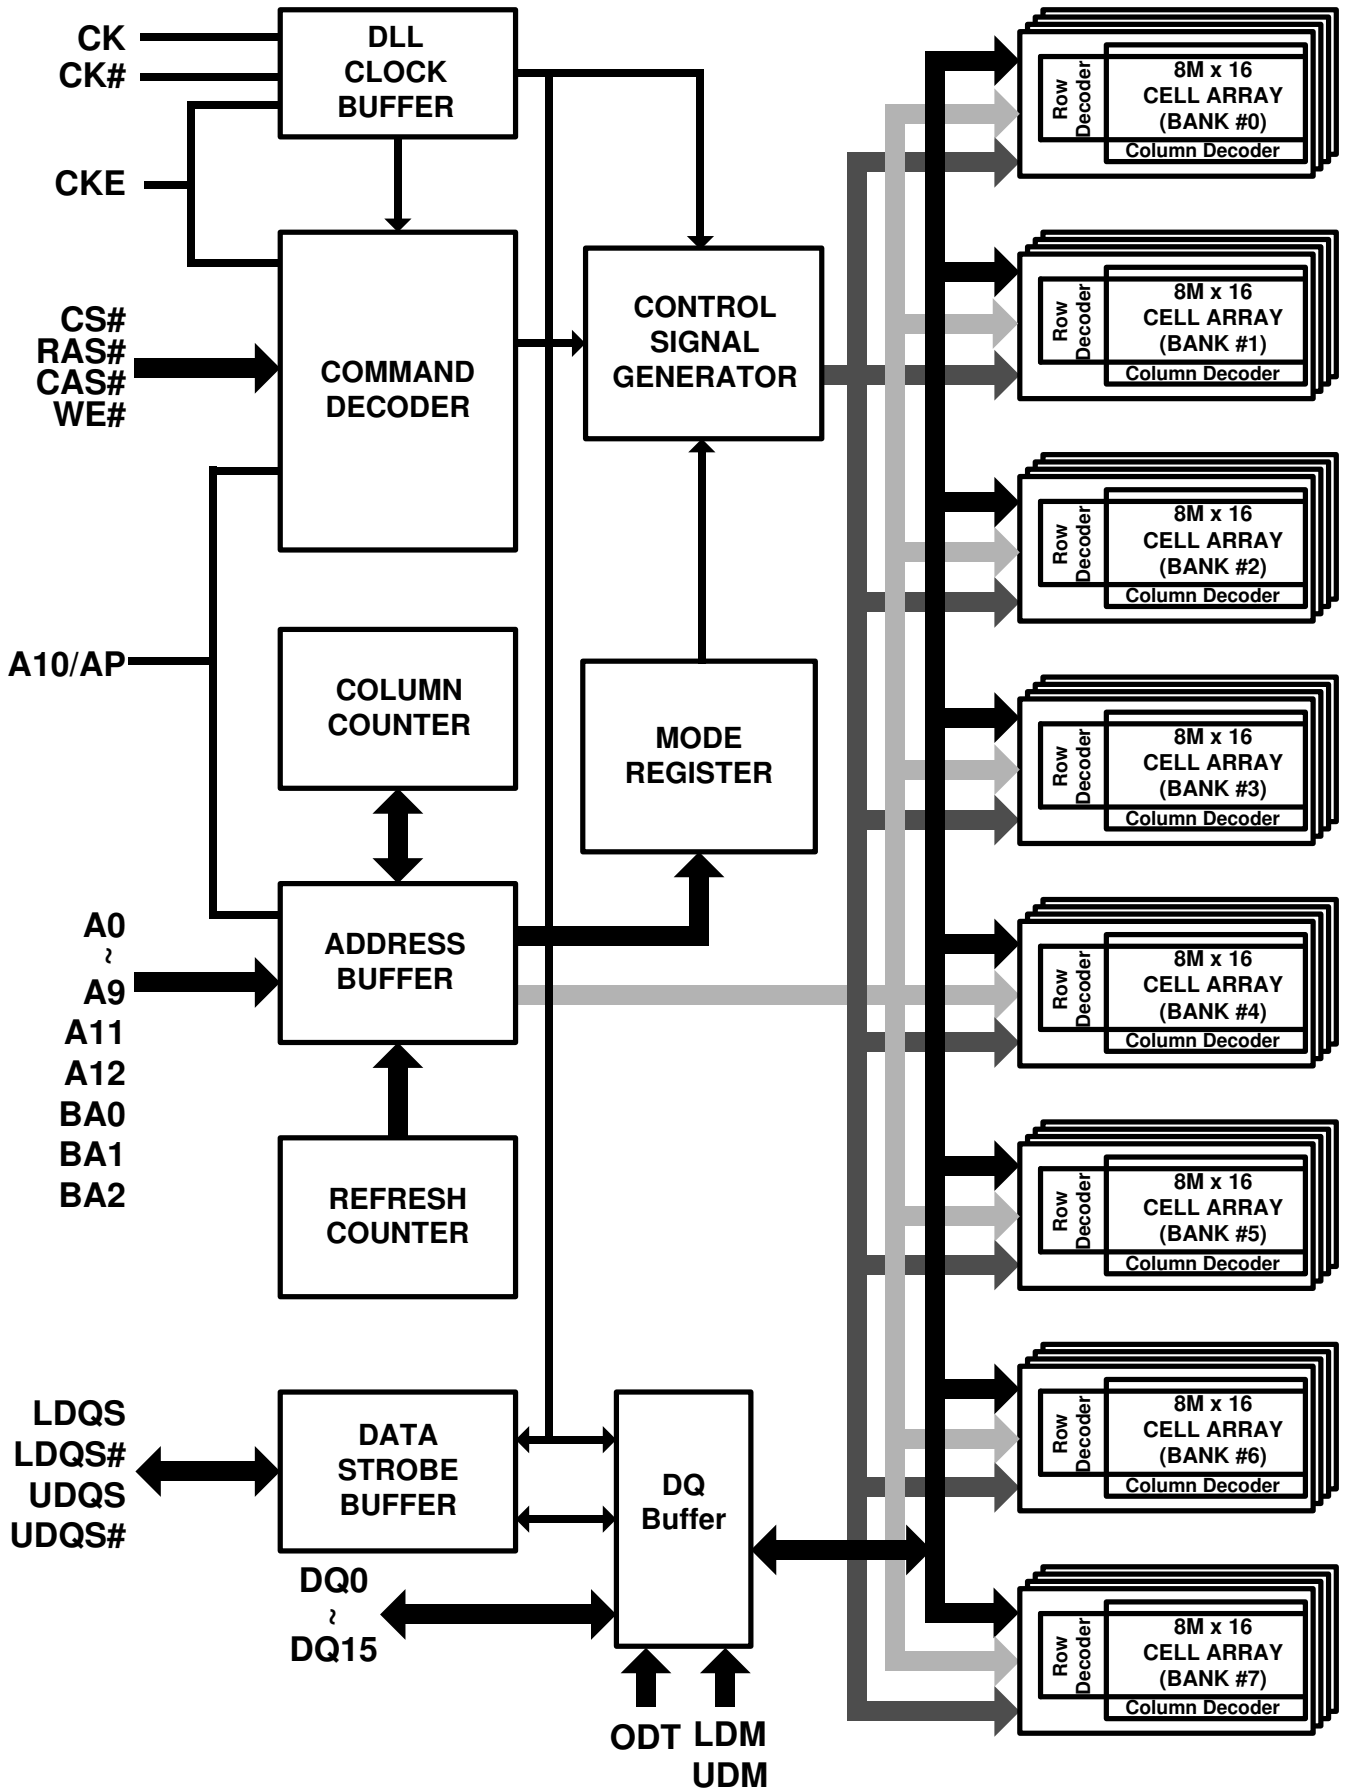 CK
CK#
CKE
CS#
RAS#
CAS#
WE#
A10/AP
A0
~
A9
A11
A12
BA0
BA1
BA2
LDQS
LDQS#
UDQS
UDQS#
DLL
CLOCK
BUFFER
COMMAND
DECODER
COLUMN
COUNTER
ADDRESS
BUFFER
REFRESH
COUNTER
DATA
STROBE
BUFFER
DQ0
~
DQ15
CONTROL
SIGNAL
GENERATOR
MODE
REGISTER
DQ
Buffer
ODT
LDM
UDM
Row
Decoder
8M x 16
CELL ARRAY
(BANK #0)
Column Decoder
Row
Decoder
8M x 16
CELL ARRAY
(BANK #1)
Column Decoder
Row
Decoder
8M x 16
CELL ARRAY
(BANK #2)
Column Decoder
Row
Decoder
8M x 16
CELL ARRAY
(BANK #3)
Column Decoder
Row
Decoder
8M x 16
CELL ARRAY
(BANK #4)
Column Decoder
Row
Decoder
8M x 16
CELL ARRAY
(BANK #5)
Column Decoder
Row
Decoder
8M x 16
CELL ARRAY
(BANK #6)
Column Decoder
Row
Decoder
8M x 16
CELL ARRAY
(BANK #7)
Column Decoder